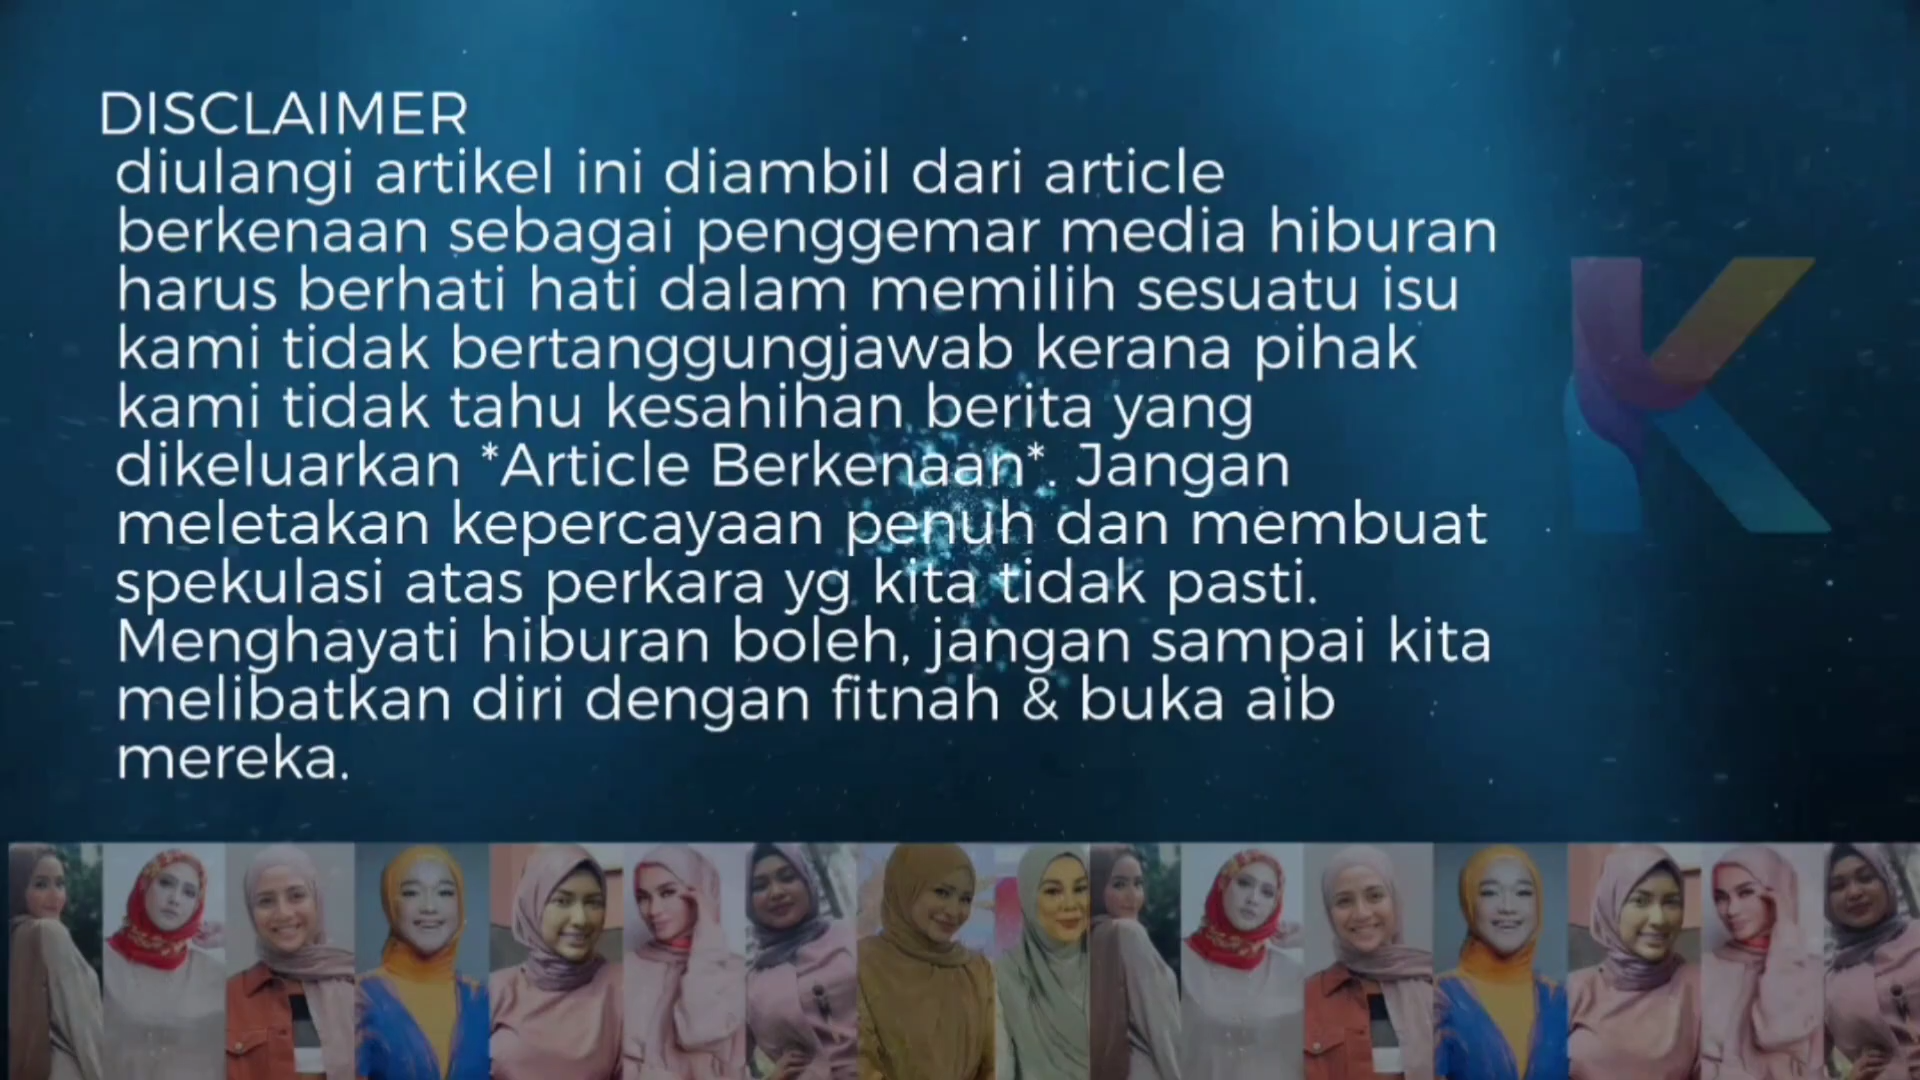 DISCLAIMER
diulangi artikel ini diambil dari article
berkenaan sebagai penggemar media hiburan
harus berhati hati dalam memilih sesuatu isu
kami tidak bertanggungjawab kerana pihak
kami tidak tahu kesahihan berita yang
dikeluarkan *Article Berkenaan*. Jangan
meletakan kepercayaan penuh dan membuat
spekulasi atas perkara yg kita tidak pasti.
Menghayati hiburan boleh, jangan sampai kita
melibatkan diri dengan fitnah & buka aib
mereka.
K